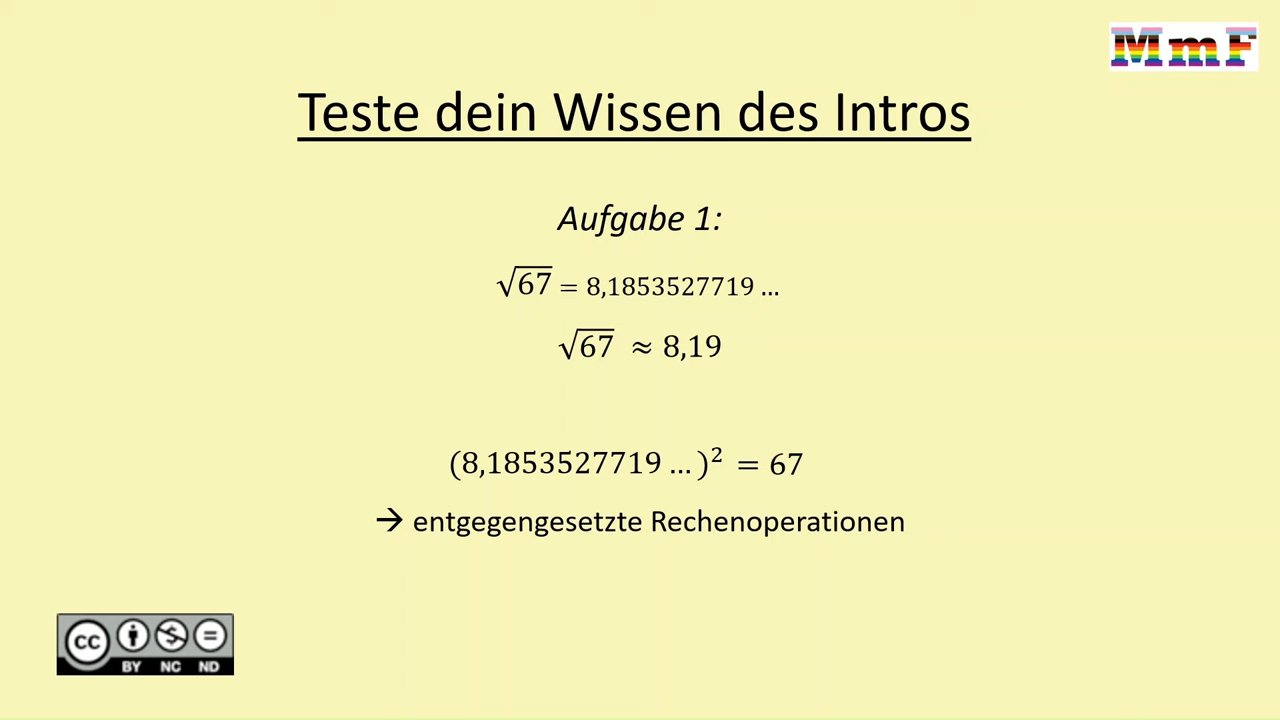 MmF
Teste dein Wissen des Intros
Aufgabe 1:
√67 = 8,1853527719 …
√67 ≈ 8,19
(8,1853527719 … )² = 67
→ entgegengesetzte Rechenoperationen
cc
BY NC ND